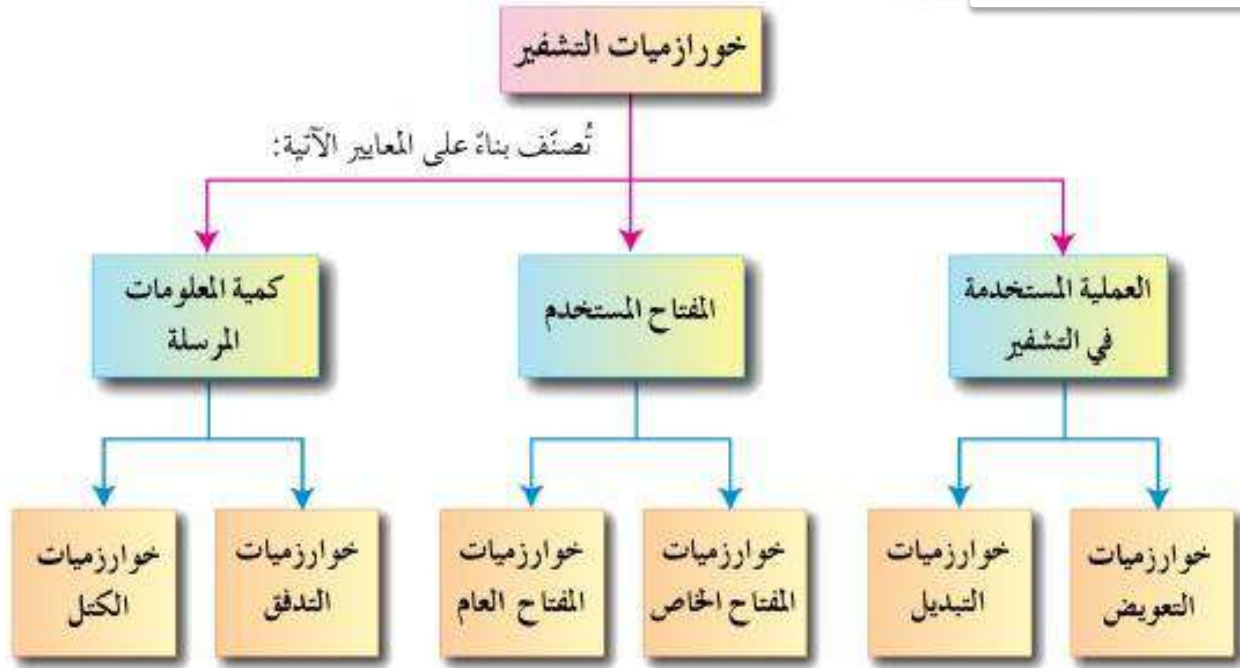 خورازميات التشفير
تُصنّف بناءً على المعايير الآتية:
العملية المستخدمة
في التشفير
المفتاح المستخدم
كمية المعلومات
المرسلة
خوارزميات
التعويض
خوارزميات
التبديل
خوارزميات
المفتاح الخاص
خوارزميات
المفتاح العام
خوارزميات
التدفق
خوارزميات
الكتل